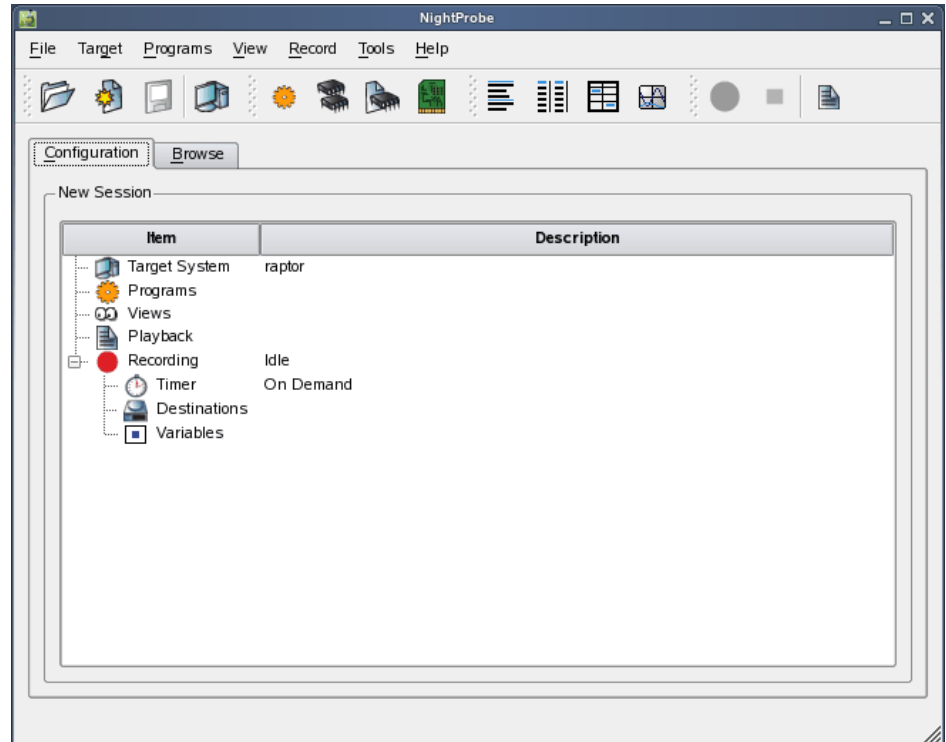 NightProbe
File Target Programs View Record Tools Help
Configuration Browse
New Session
Item Description
Target System raptor
Programs
Views
Playback
Recording Idle
Timer On Demand
Destinations
Variables